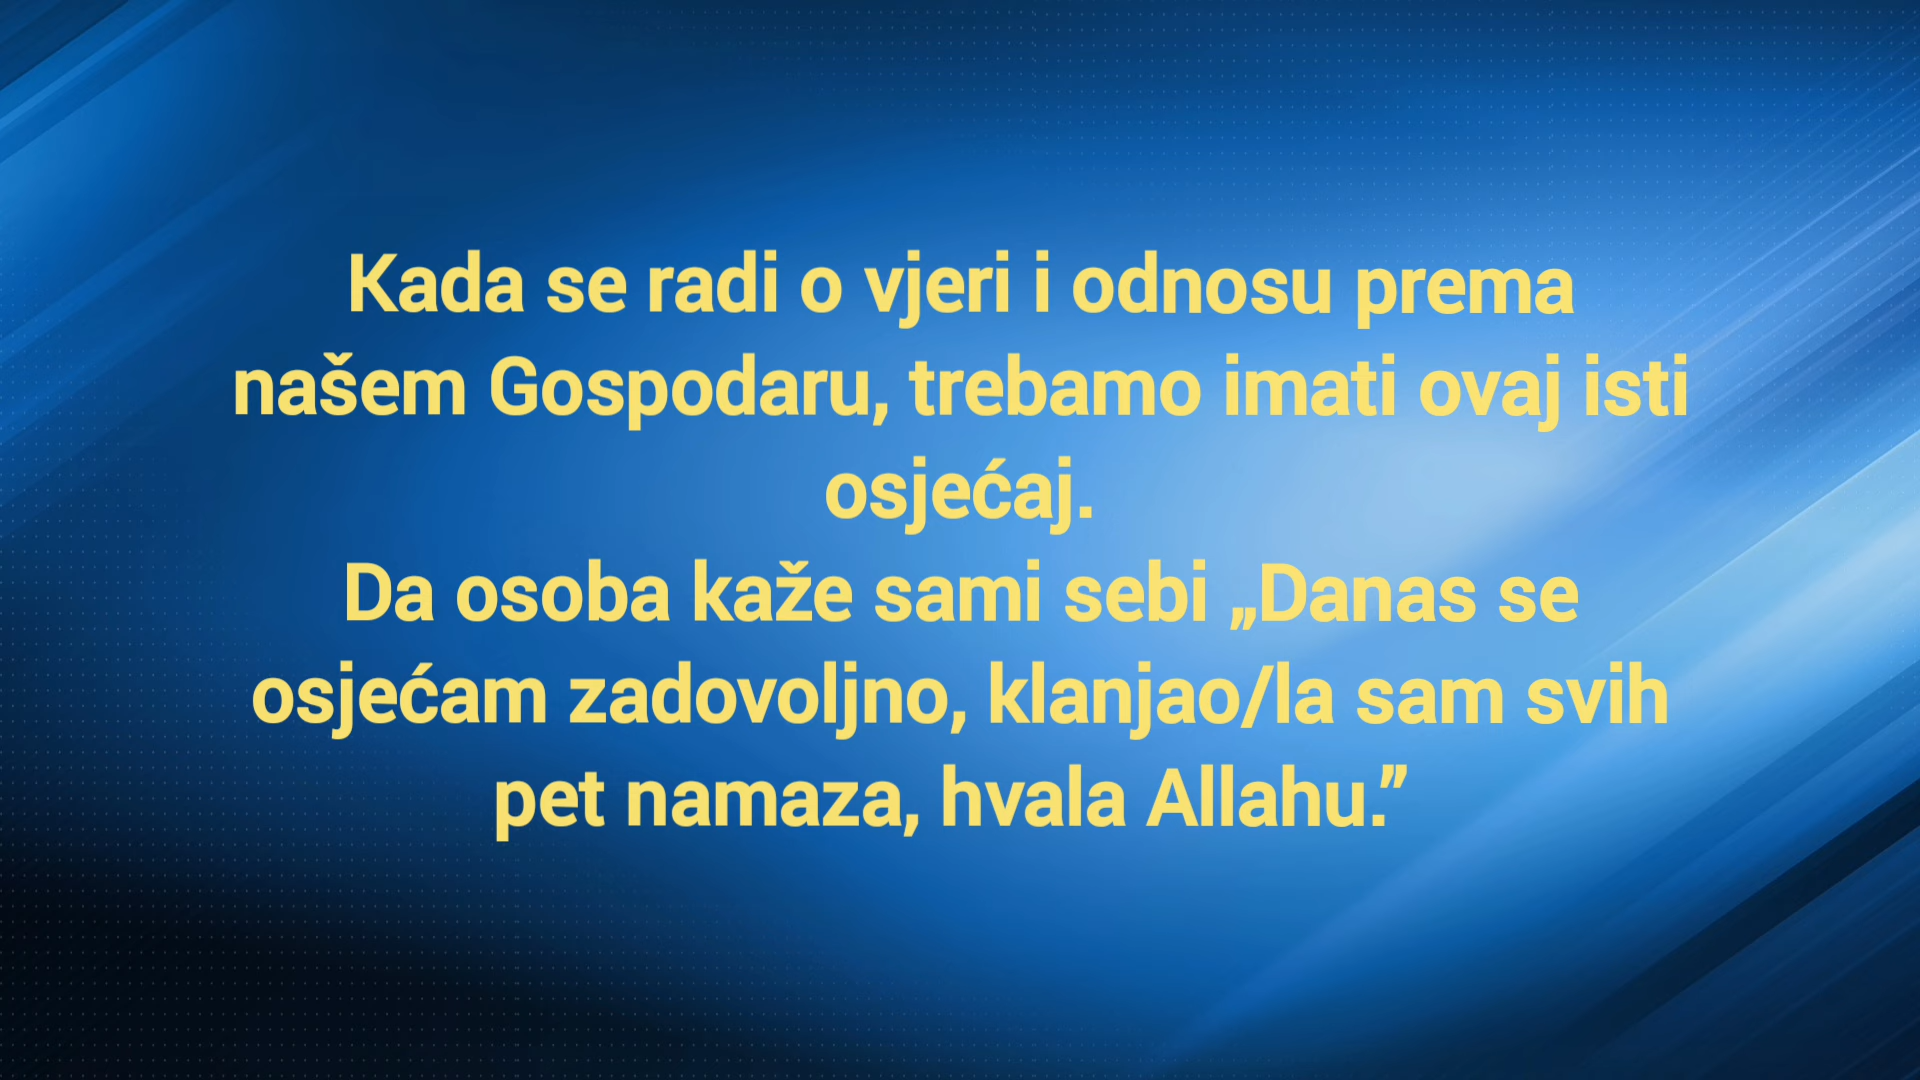 Kada se radi o vjeri i odnosu prema
našem Gospodaru, trebamo imati ovaj isti
osjećaj.
Da osoba kaže sami sebi „Danas se
osjećam zadovoljno, klanjao/la sam svih
pet namaza, hvala Allahu.”